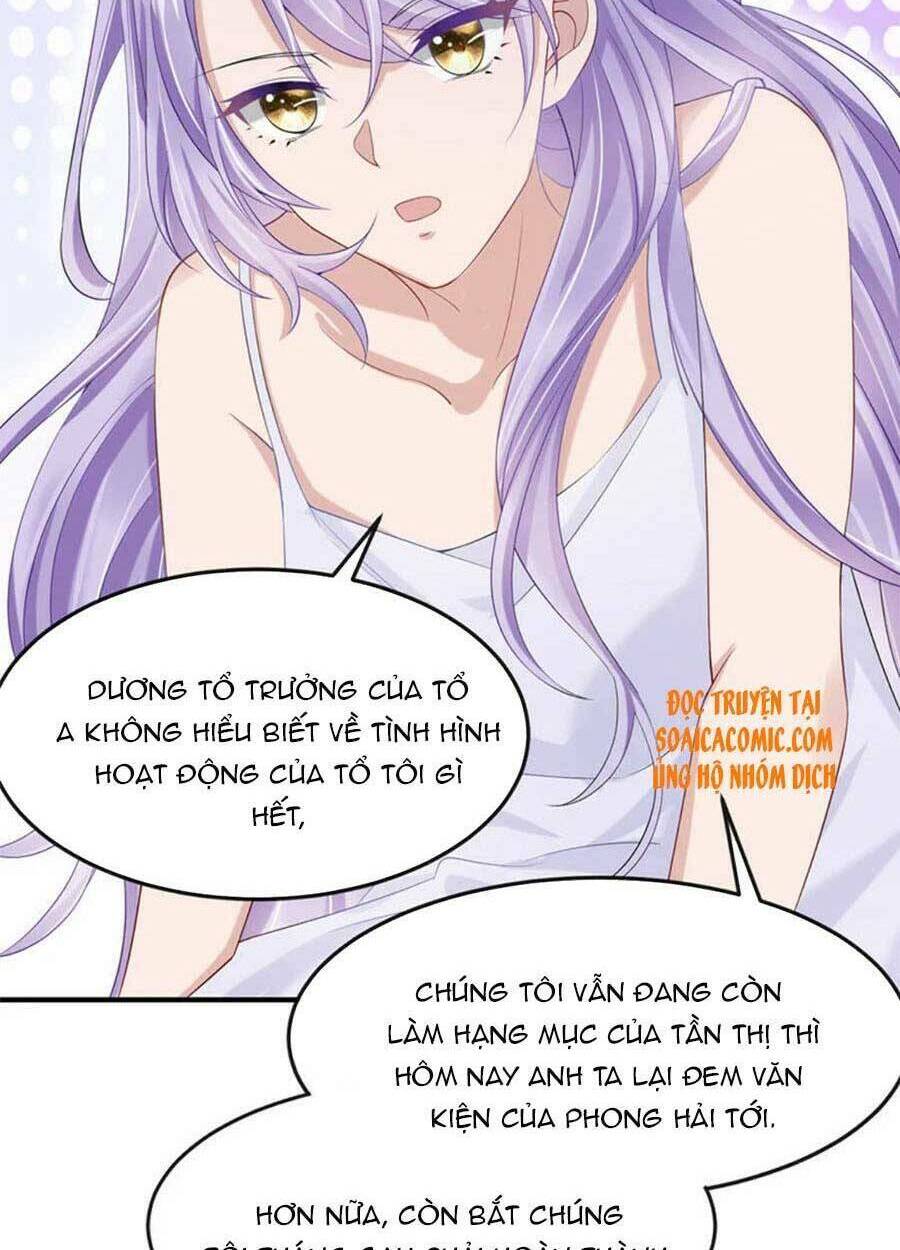 DƯƠNG TỔ TRƯỞNG CỦA TỔ
A KHÔNG HIỂU BIẾT VỀ TÌNH HÌNH
HOẠT ĐỘNG CỦA TỔ TÔI GÌ
HẾT,
ĐỌC TRUYỆN TẠI
SOAICACOMIC.COM
ỦNG HỘ NHÓM DỊCH
CHÚNG TÔI VẪN ĐANG CÒN
LÀM HẠNG MỤC CỦA TẦN THỊ THÌ
HÔM NAY ANH TA LẠI ĐEM VĂN
KIỆN CỦA PHONG HẢI TỚI.
HƠN NỮA, CÒN BẮT CHÚNG